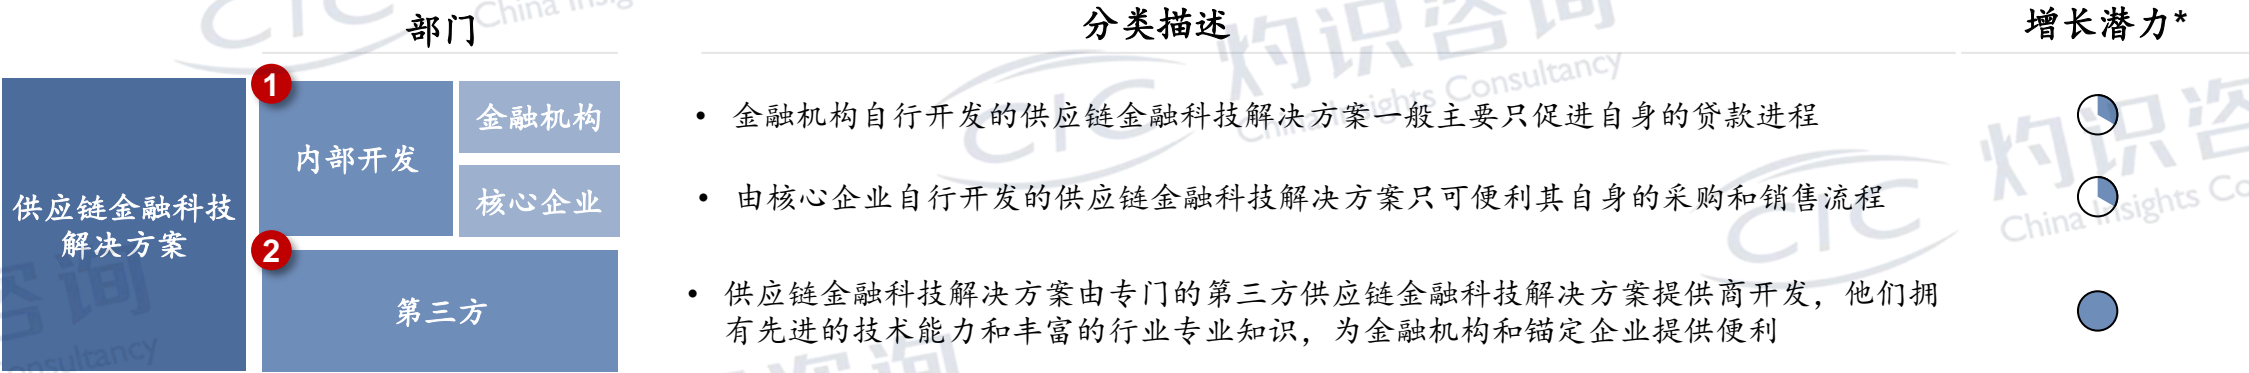 部门
分类描述
增长潜力*
1
金融机构
• 金融机构自行开发的供应链金融科技解决方案一般主要只促进自身的贷款进程
内部开发
核心企业
• 由核心企业自行开发的供应链金融科技解决方案只可便利其自身的采购和销售流程
供应链金融科技
解决方案
2
第三方
• 供应链金融科技解决方案由专门的第三方供应链金融科技解决方案提供商开发，他们拥
有先进的技术能力和丰富的行业专业知识，为金融机构和锚定企业提供便利
CIC
灼识咨询
China Insights Consultancy